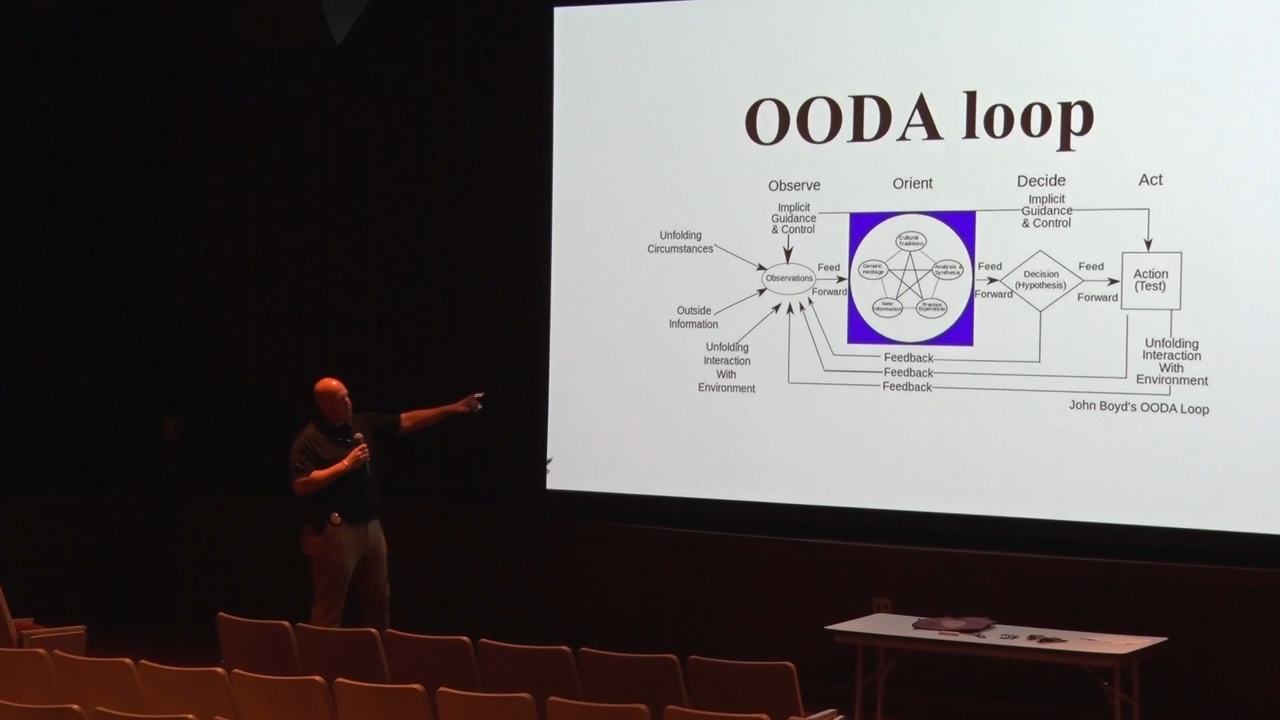 OODA loop
Observe
Orient
Decide
Act
Implicit
Guidance
& Control
Implicit
Guidance
& Control
Unfolding
Circumstances
Observations
Feed
Forward
Cultural
Traditions
Genetic
Heritage
Analysis &
Synthesis
New
Information
Previous
Experiences
Feed
Forward
Decision
(Hypothesis)
Feed
Forward
Action
(Test)
Outside
Information
Unfolding
Interaction
With
Environment
Feedback
Feedback
Feedback
Unfolding
Interaction
With
Environment
John Boyd's OODA Loop